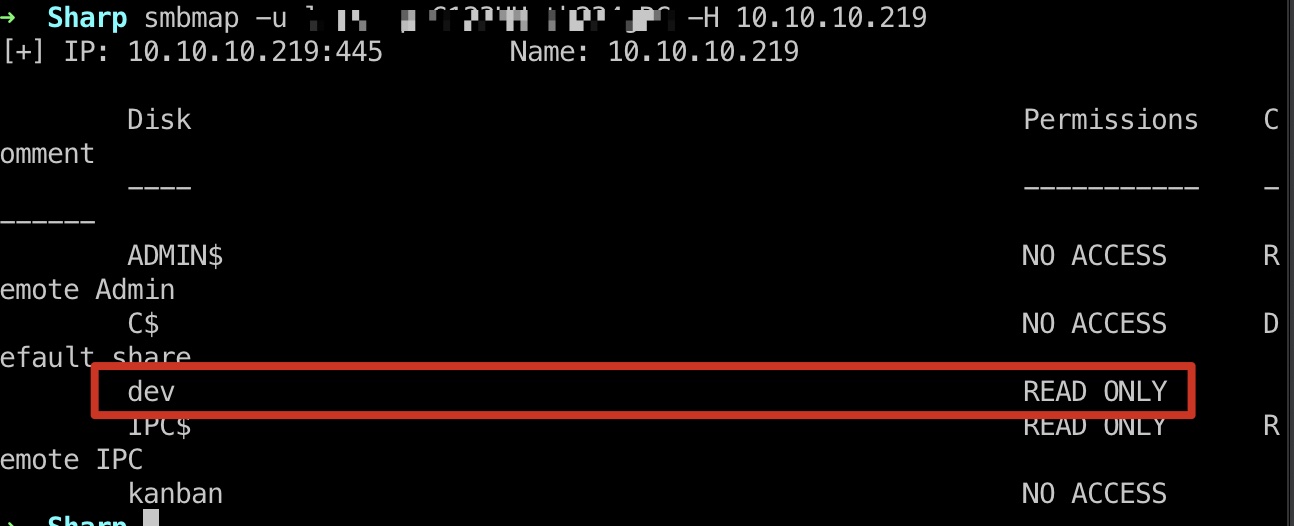 ➜  Sharp smbmap -u -H 10.10.10.219
[+] IP: 10.10.10.219:445        Name: 10.10.10.219
Disk                                                    Permissions     C
omment
----                                                    -----------     -
------
ADMIN$                                                  NO ACCESS       R
emote Admin
C$                                                      NO ACCESS       D
efault share
dev                                                     READ ONLY
IPC$                                                    READ ONLY       R
emote IPC
kanban                                                  NO ACCESS
➜  Sharp